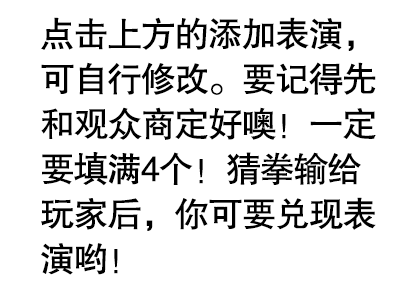 点击上方的添加表演，
可自行修改。要记得先
和观众商定好噢！一定
要填满4个！猜拳输给
玩家后，你可要兑现表
演哟！